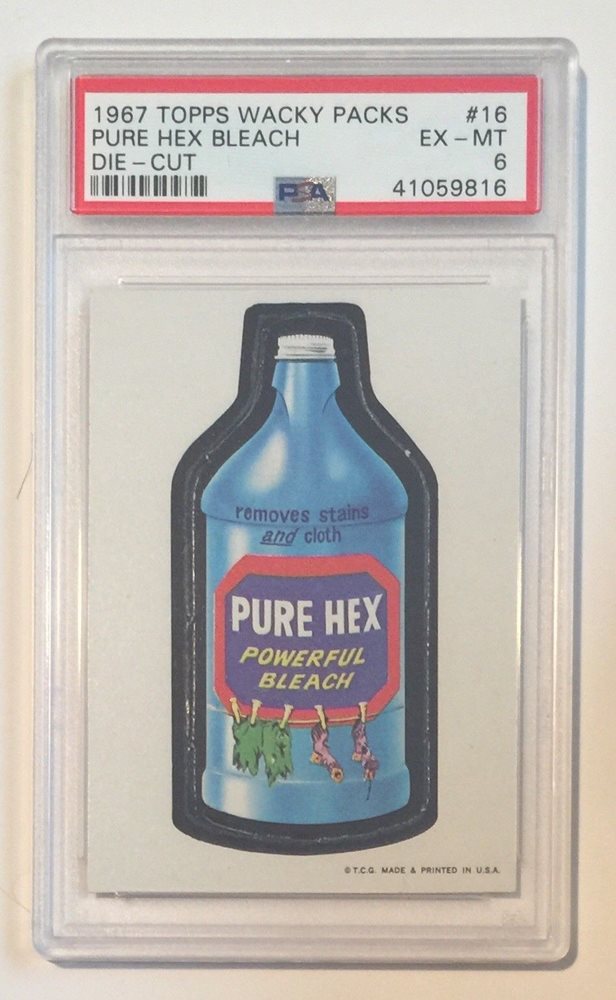 1967 TOPPS WACKY PACKS #16
PURE HEX BLEACH EX - MT
DIE - CUT 6
PSA 41059816
removes stains
and cloth
PURE HEX
POWERFUL
BLEACH
© T.C.G. MADE & PRINTED IN U.S.A.